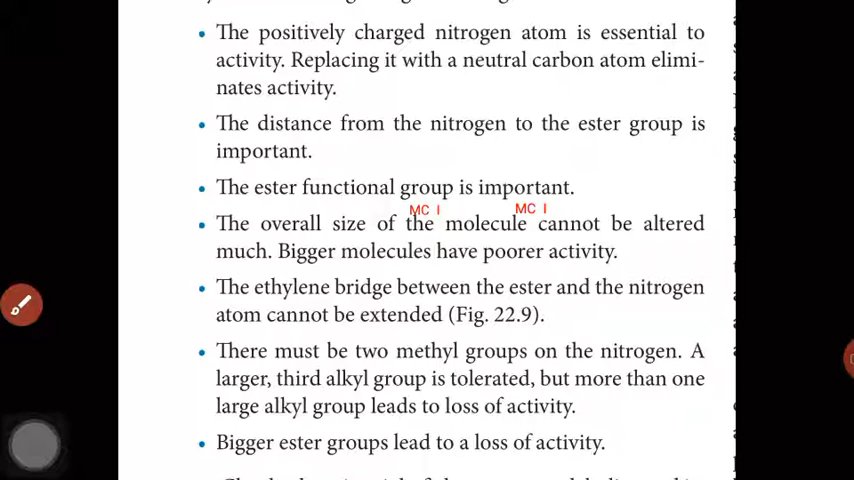 • The positively charged nitrogen atom is essential to
activity. Replacing it with a neutral carbon atom elimi-
nates activity.
• The distance from the nitrogen to the ester group is
important.
• The ester functional group is important.
MC I MC I
• The overall size of the molecule cannot be altered
much. Bigger molecules have poorer activity.
• The ethylene bridge between the ester and the nitrogen
atom cannot be extended (Fig. 22.9).
• There must be two methyl groups on the nitrogen. A
larger, third alkyl group is tolerated, but more than one
large alkyl group leads to loss of activity.
• Bigger ester groups lead to a loss of activity.